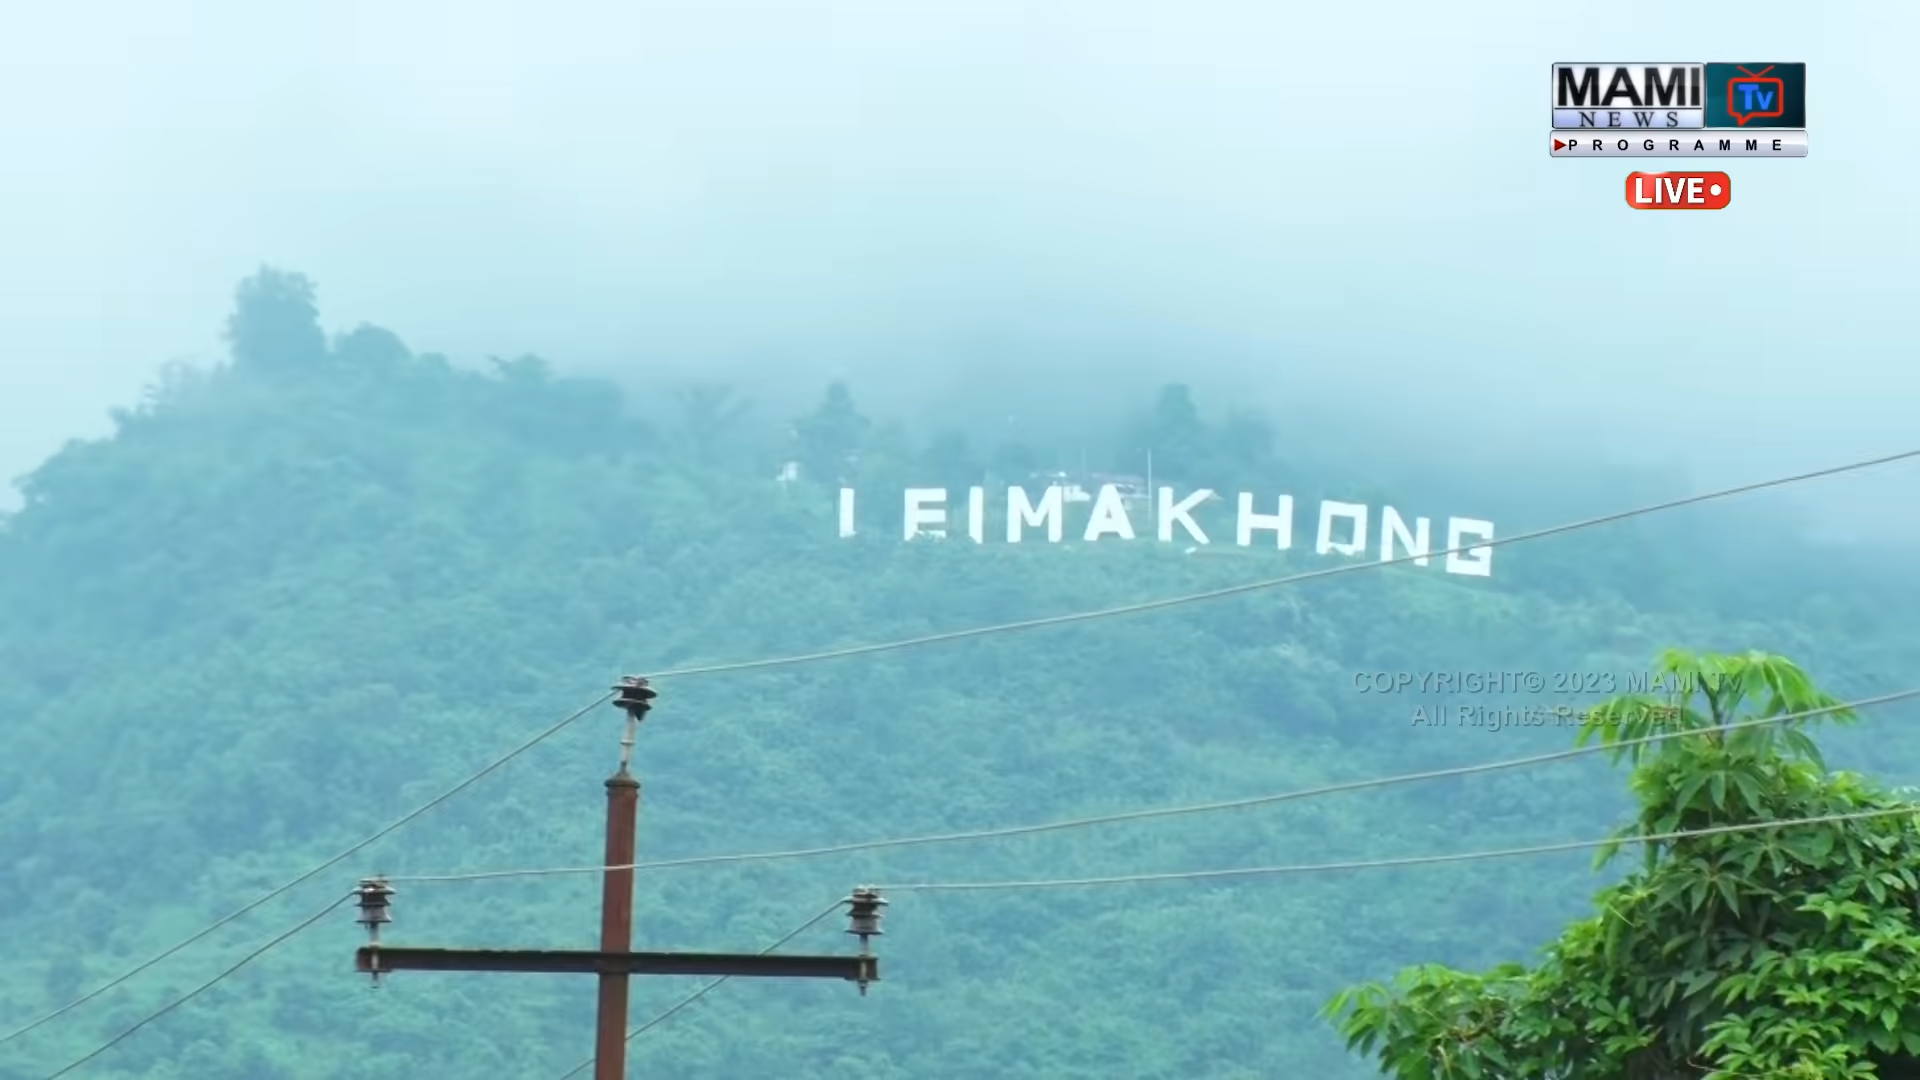 MAMI Tv
NEWS
PROGRAMME
LIVE
LEIMAKHONG
COPYRIGHT© 2023 MAMI Tv
All Rights Reserved